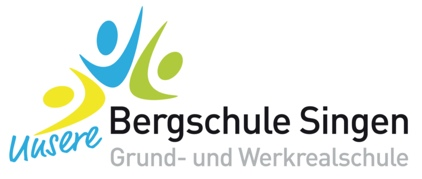 Unsere Bergschule Singen
Grund- und Werkrealschule